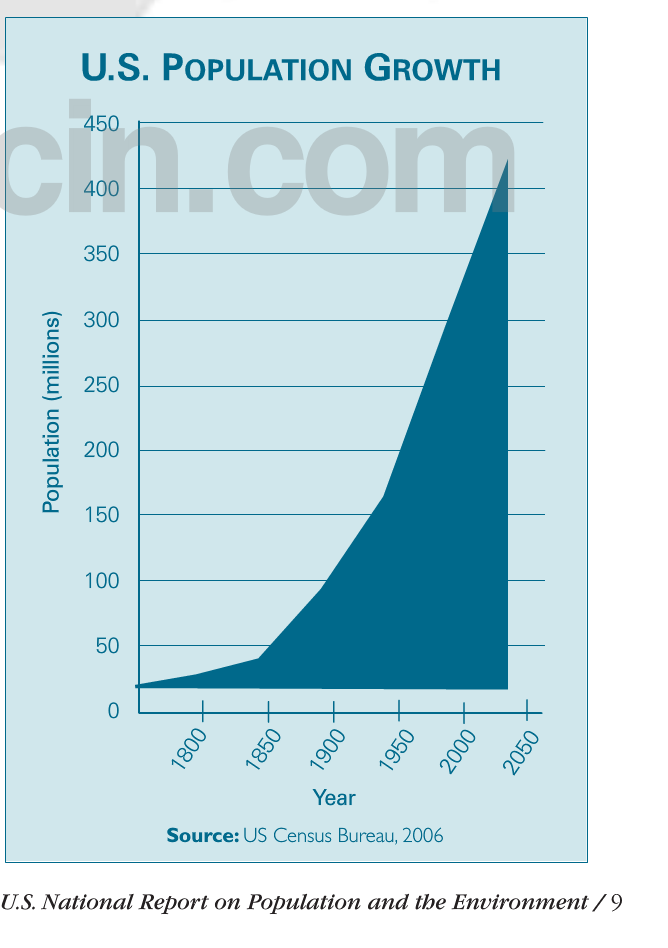 U.S. POPULATION GROWTH
cin.com
450
400
350
300
250
200
150
100
50
0
Population (millions)
1800
1850
1900
1950
2000
2050
Year
Source: US Census Bureau, 2006
U.S. National Report on Population and the Environment / 9